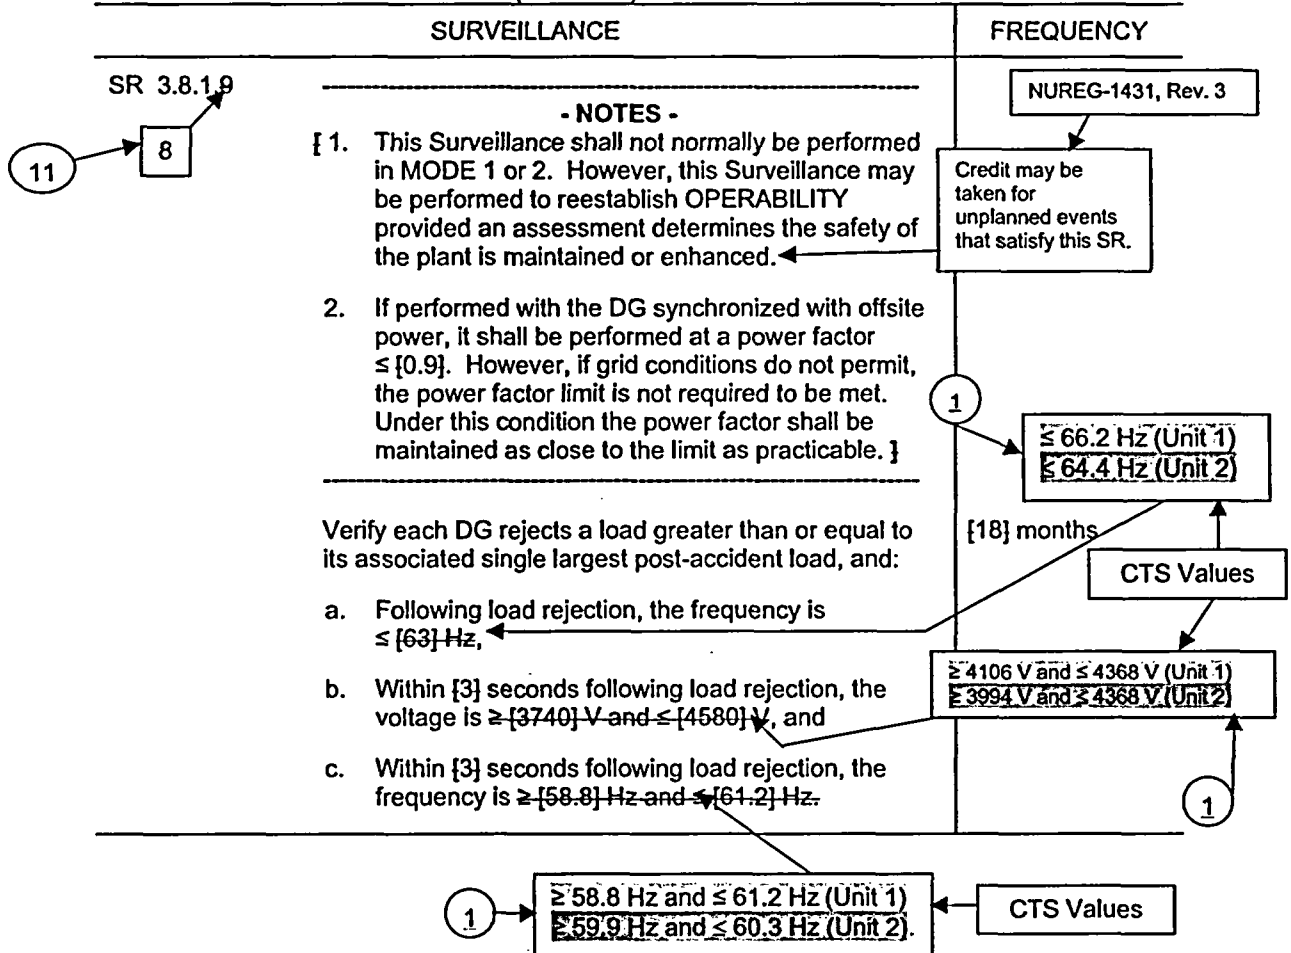 SURVEILLANCE
FREQUENCY
SR 3.8.1.9
8
11
- NOTES -
[ 1. This Surveillance shall not normally be performed
in MODE 1 or 2. However, this Surveillance may
be performed to reestablish OPERABILITY
provided an assessment determines the safety of
the plant is maintained or enhanced.
NUREG-1431, Rev. 3
Credit may be
taken for
unplanned events
that satisfy this SR.
2. If performed with the DG synchronized with offsite
power, it shall be performed at a power factor
≤ [0.9]. However, if grid conditions do not permit,
the power factor limit is not required to be met.
Under this condition the power factor shall be
maintained as close to the limit as practicable. ]
1
≤ 66.2 Hz (Unit 1)
≤ 64.4 Hz (Unit 2)
Verify each DG rejects a load greater than or equal to
its associated single largest post-accident load, and:
[18] months
CTS Values
a. Following load rejection, the frequency is
≤ [63] Hz,
b. Within [3] seconds following load rejection, the
voltage is ≥ [3740] V and ≤ [4580] V, and
≥ 4106 V and ≤ 4368 V (Unit 1)
≥ 3994 V and ≤ 4368 V (Unit 2)
c. Within [3] seconds following load rejection, the
frequency is ≥ [58.8] Hz and ≤ [61.2] Hz.
1
1
≥ 58.8 Hz and ≤ 61.2 Hz (Unit 1)
≥ 59.9 Hz and ≤ 60.3 Hz (Unit 2).
CTS Values